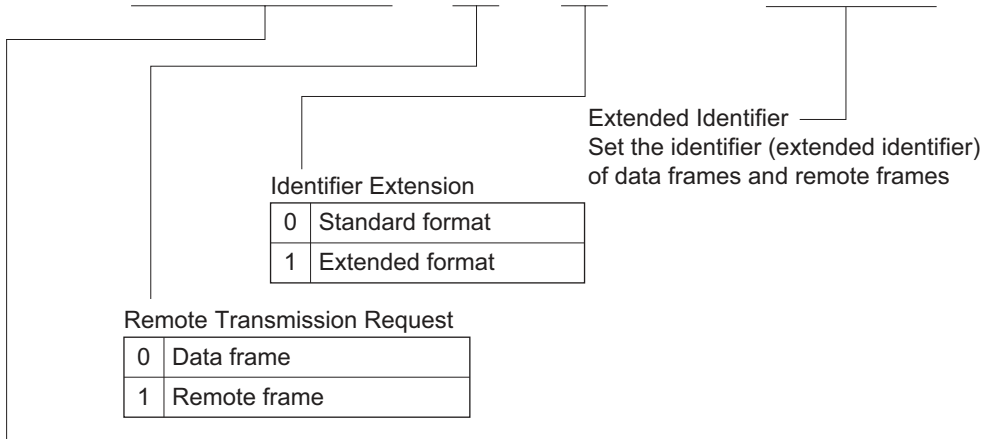 Extended Identifier
Set the identifier (extended identifier)
of data frames and remote frames
Identifier Extension
0 Standard format
1 Extended format
Remote Transmission Request
0 Data frame
1 Remote frame